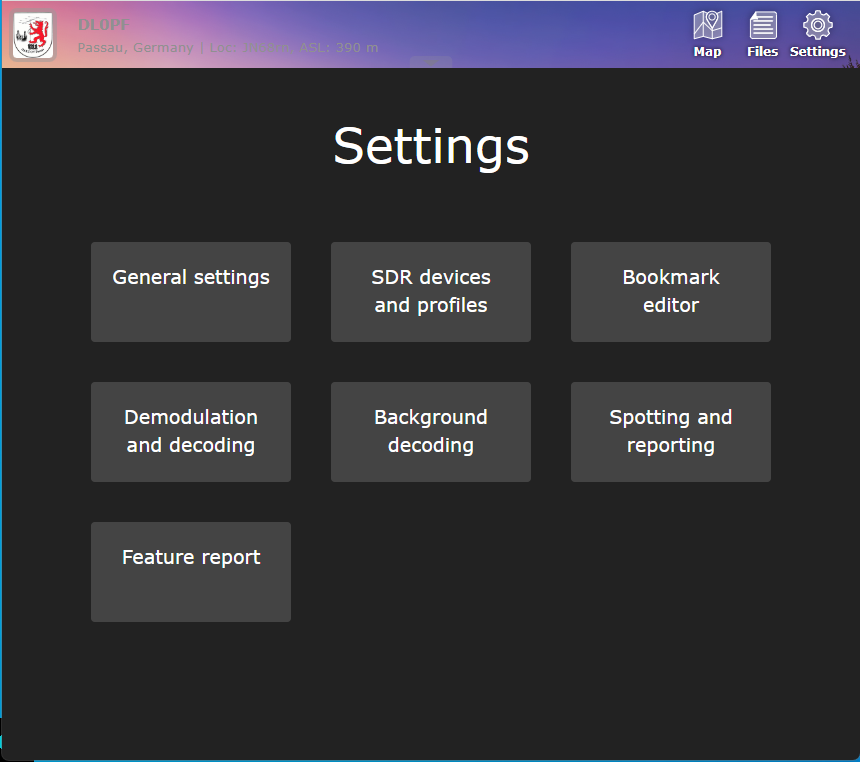 DL0PF
Passau, Germany | Loc: ASL: 390 m
Map
Files
Settings
Settings
General settings
SDR devices
and profiles
Bookmark
editor
Demodulation
and decoding
Background
decoding
Spotting and
reporting
Feature report